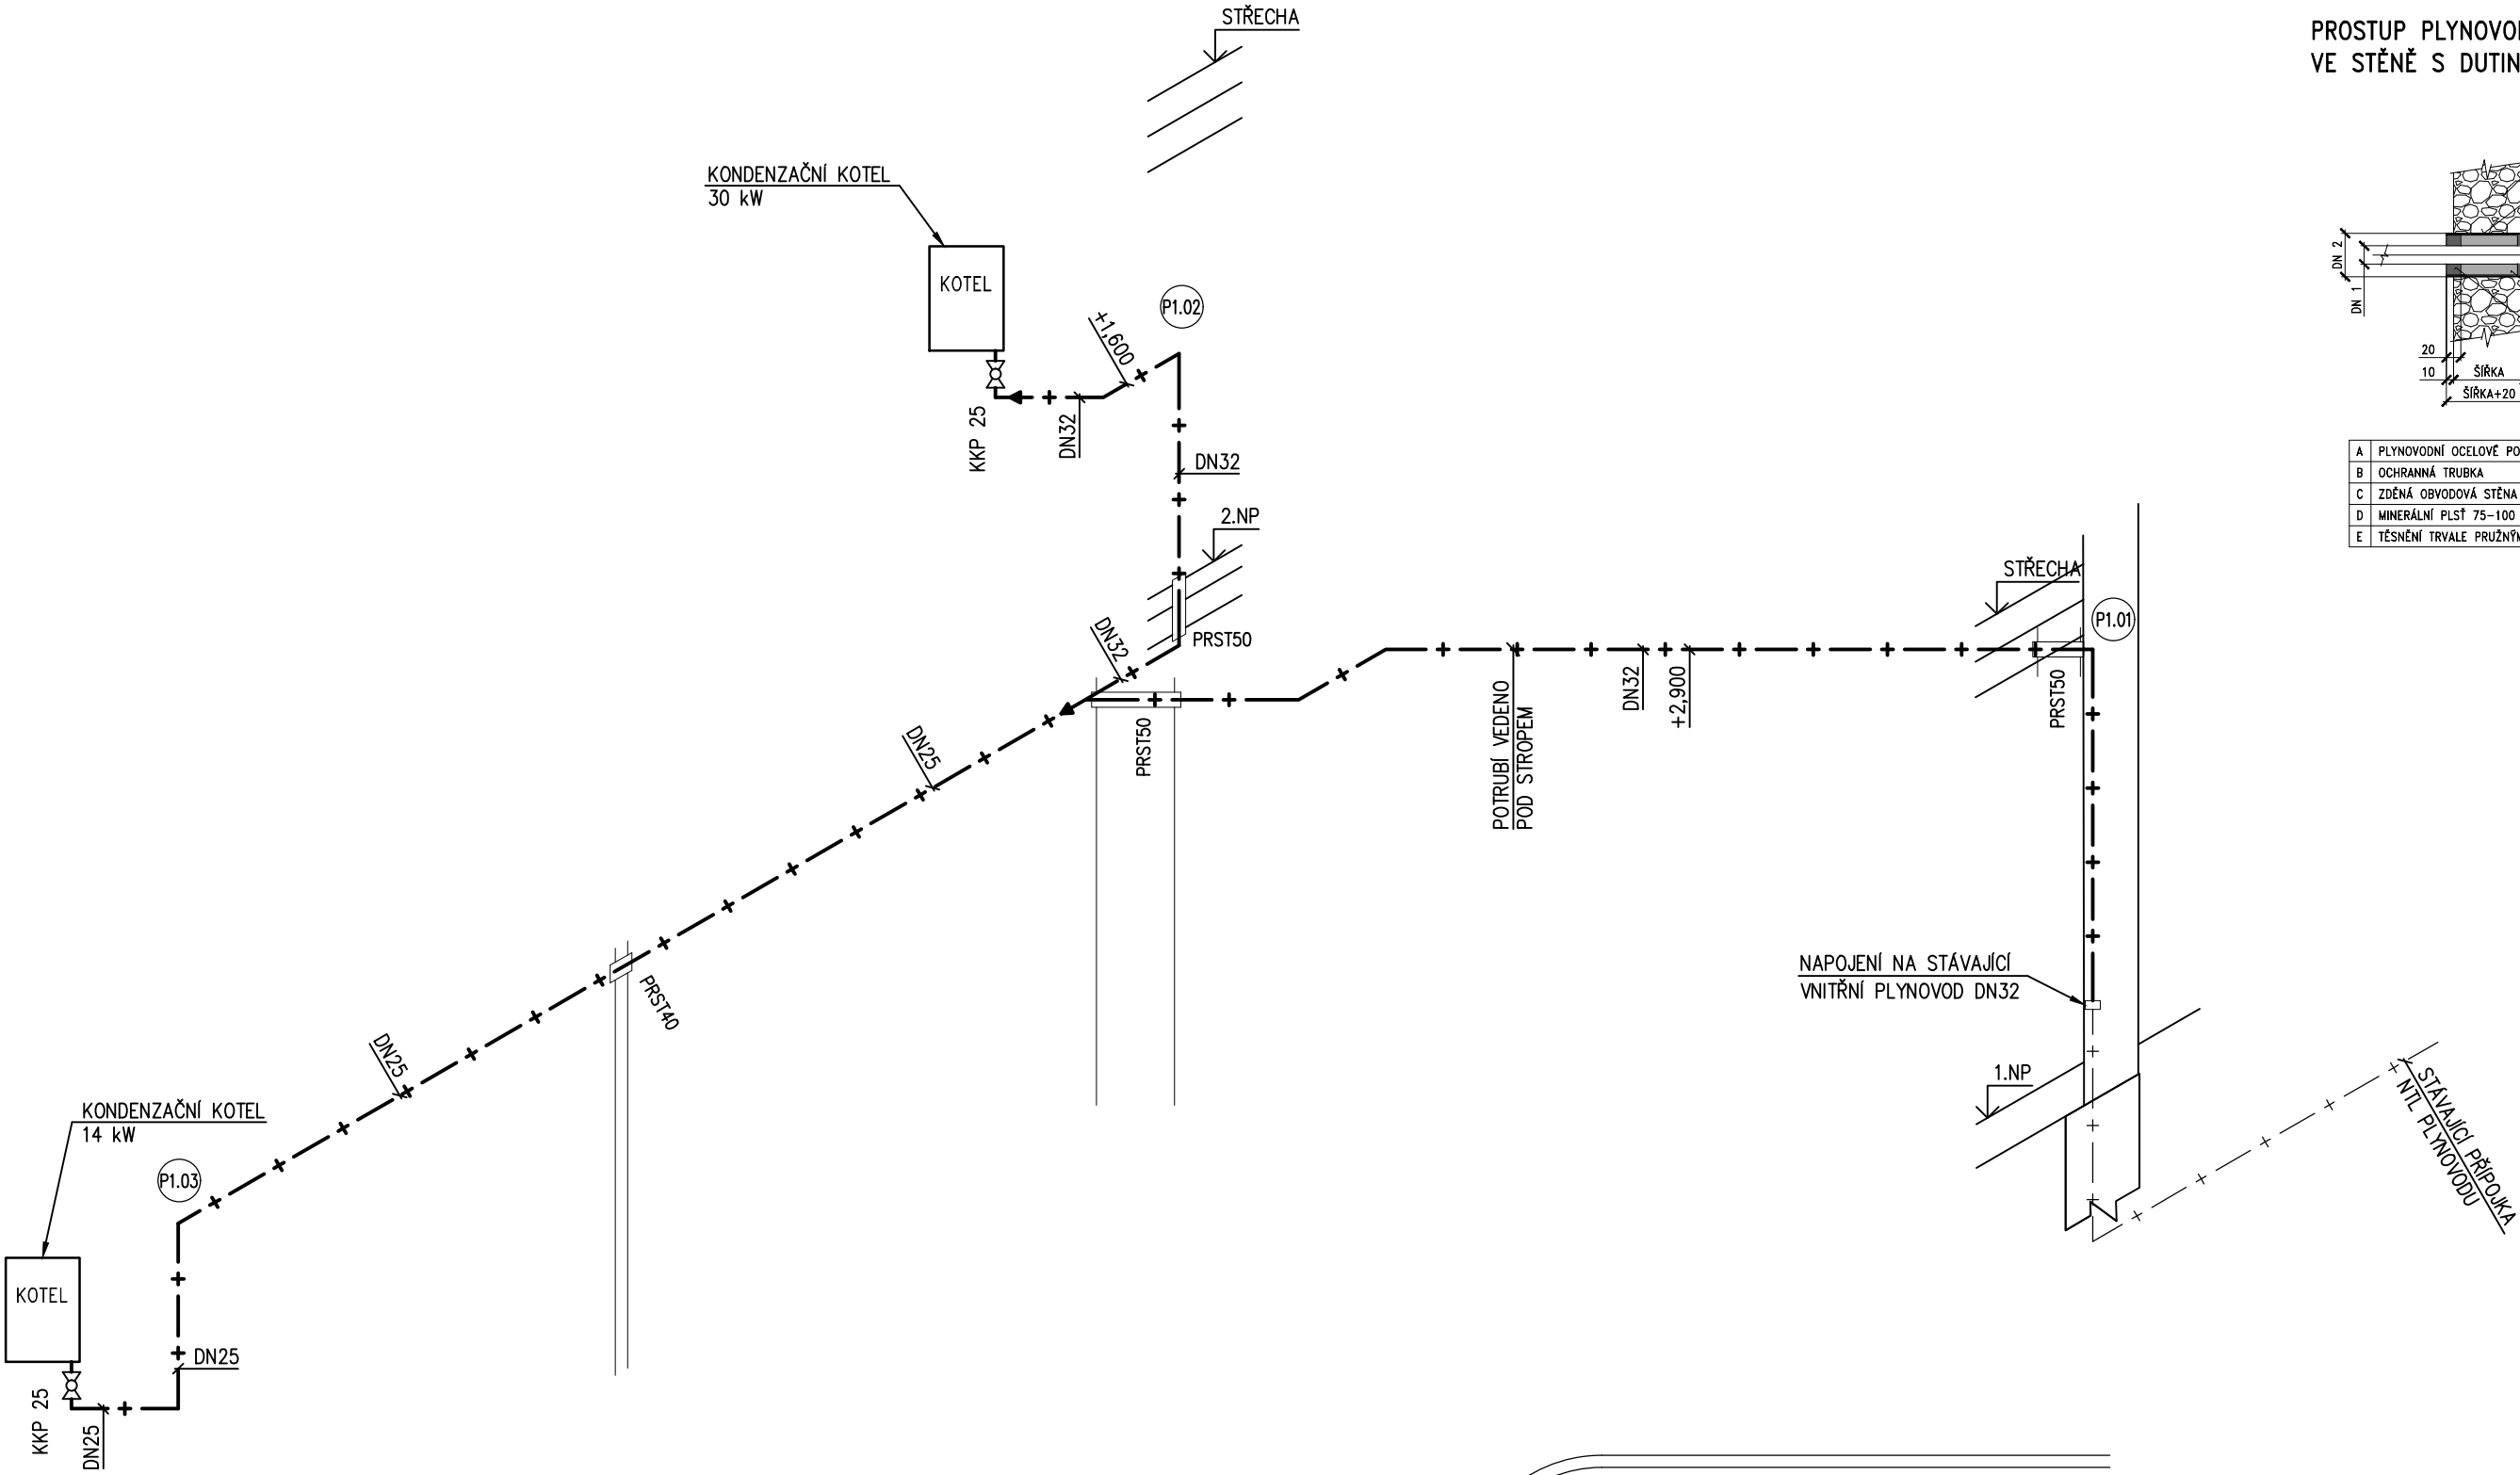 STŘECHA
PROSTUP
VE STĚNĚ S
KONDENZAČNÍ KOTEL
30 kW
KOTEL
P1.02
+1,600
KKP 25
DN32
DN32
2.NP
PRST50
DN32
PRST50
DN25
POTRUBÍ VEDENO
POD STROPEM
DN32
+2,900
STŘECHA
P1.01
PRST50
DN 2
DN 1
20
10
ŠÍŘKA
ŠÍŘKA+20
A PLYNOVODNÍ OCELOVÉ
B OCHRANNÁ TRUBKA
C ZDĚNÁ OBVODOVÁ STĚNA
D MINERÁLNÍ PLSŤ 75-100
E TĚSNĚNÍ TRVALE
NAPOJENÍ NA STÁVAJÍCÍ
VNITŘNÍ PLYNOVOD DN32
1.NP
STÁVAJÍCÍ PŘÍPOJKA
NTL PLYNOVODU
PRST40
DN25
KONDENZAČNÍ KOTEL
14 kW
P1.03
KOTEL
DN25
KKP 25
DN25